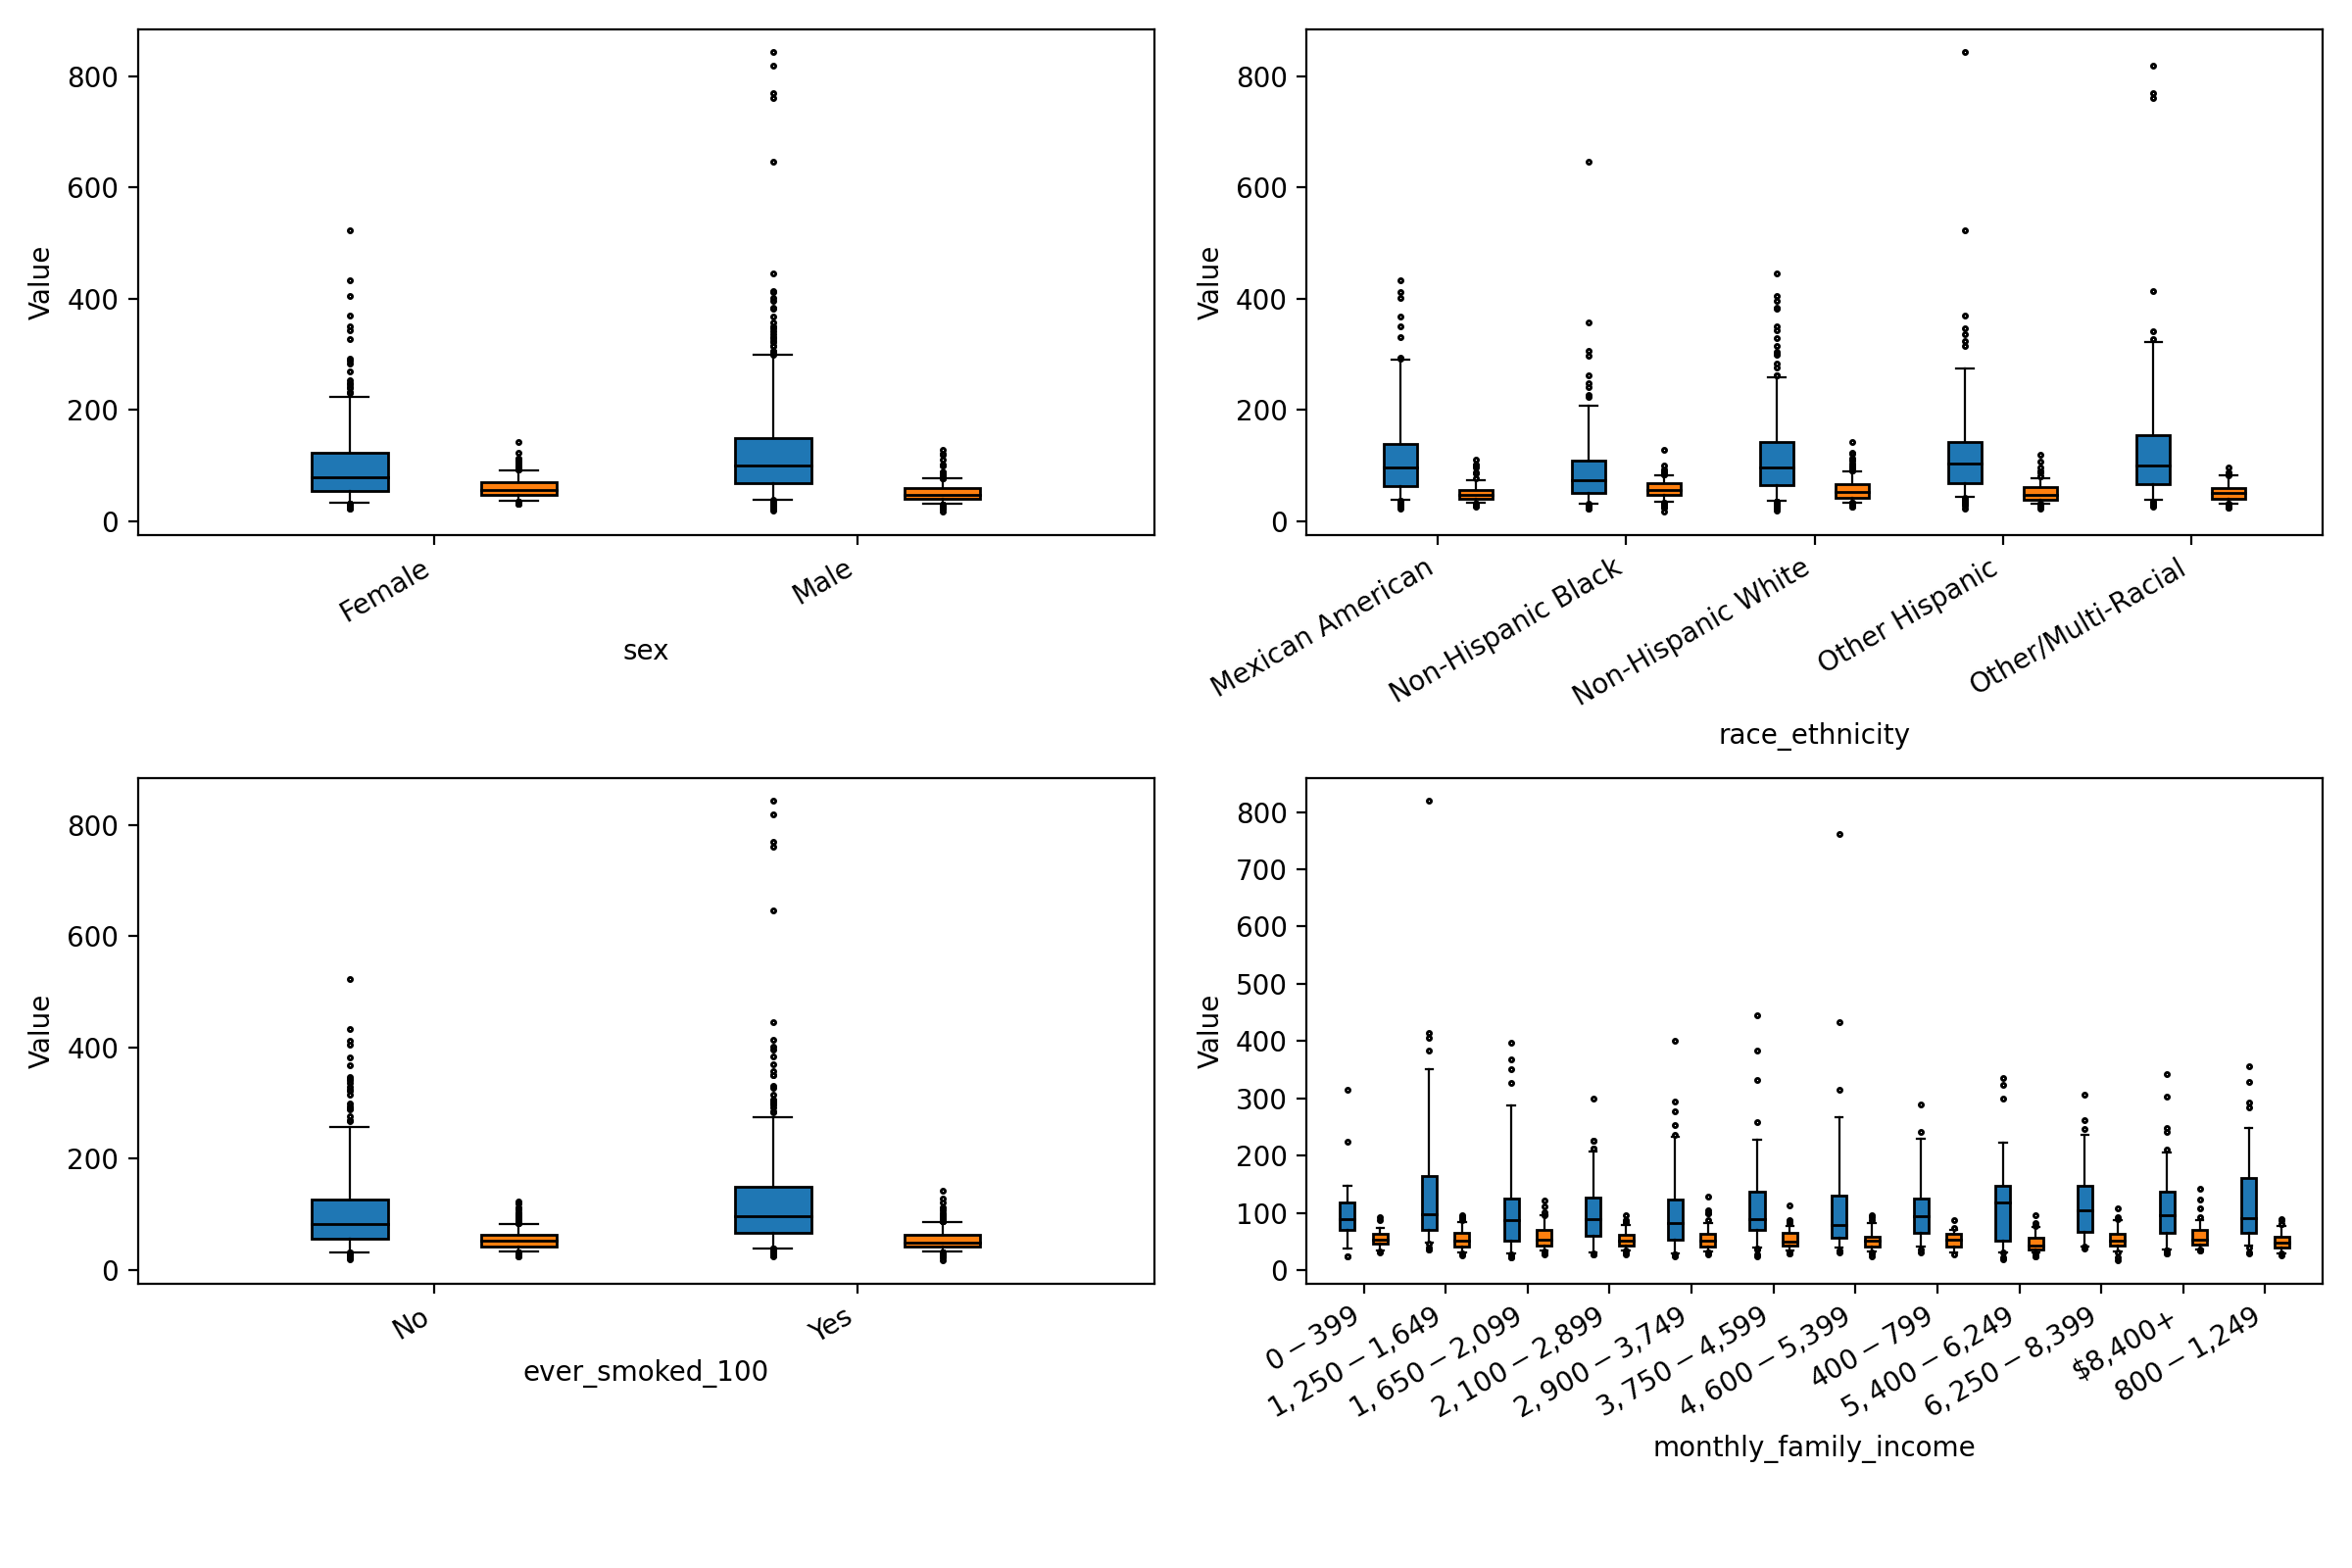 800
600
400
200
0
Value
Female
Male
sex
800
600
400
200
0
Value
Mexican American
Non-Hispanic Black
Non-Hispanic White
Other Hispanic
Other/Multi-Racial
race_ethnicity
800
600
400
200
0
Value
No
Yes
ever_smoked_100
800
700
600
500
400
300
200
100
0
Value
0 − 399
1, 250 − 1, 649
1, 650 − 2, 099
2, 100 − 2, 899
2, 900 − 3, 749
3, 750 − 4, 599
4, 600 − 5, 399
400 − 799
5, 400 − 6, 249
6, 250 − 8, 399
$8,400+
800 − 1, 249
monthly_family_income